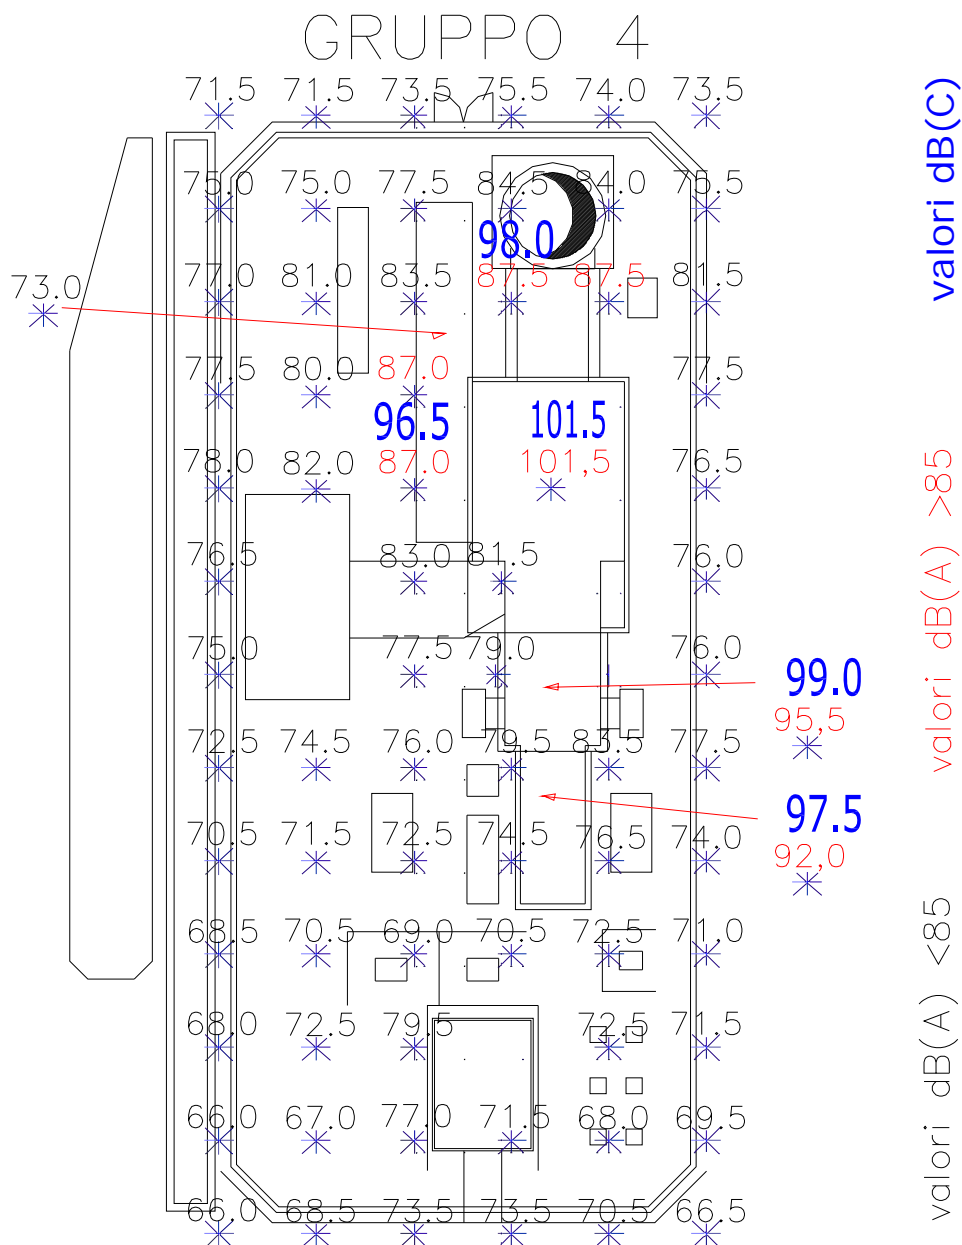 GRUPPO 4
71.5 71.5 73.5 75.5 74.0 73.5
75.0 75.0 77.5 84.5 84.0 75.5
98.0
73.0 77.0 81.0 83.5 87.5 87.5 81.5
77.5 80.0 87.0 77.5
96.5 101.5
78.0 82.0 87.0 101,5 76.5
76.5 83.0 81.5 76.0
75.0 77.5 79.0 76.0
99.0
95,5
72.5 74.5 76.0 79.5 83.5 77.5
97.5
70.5 71.5 72.5 74.5 76.5 74.0
92,0
68.5 70.5 69.0 70.5 72.5 71.0
68.0 72.5 79.5 72.5 71.5
66.0 67.0 77.0 71.5 68.0 69.5
66.0 68.5 73.5 73.5 70.5 66.5
valori dB(C)
valori dB(A) >85
valori dB(A) <85